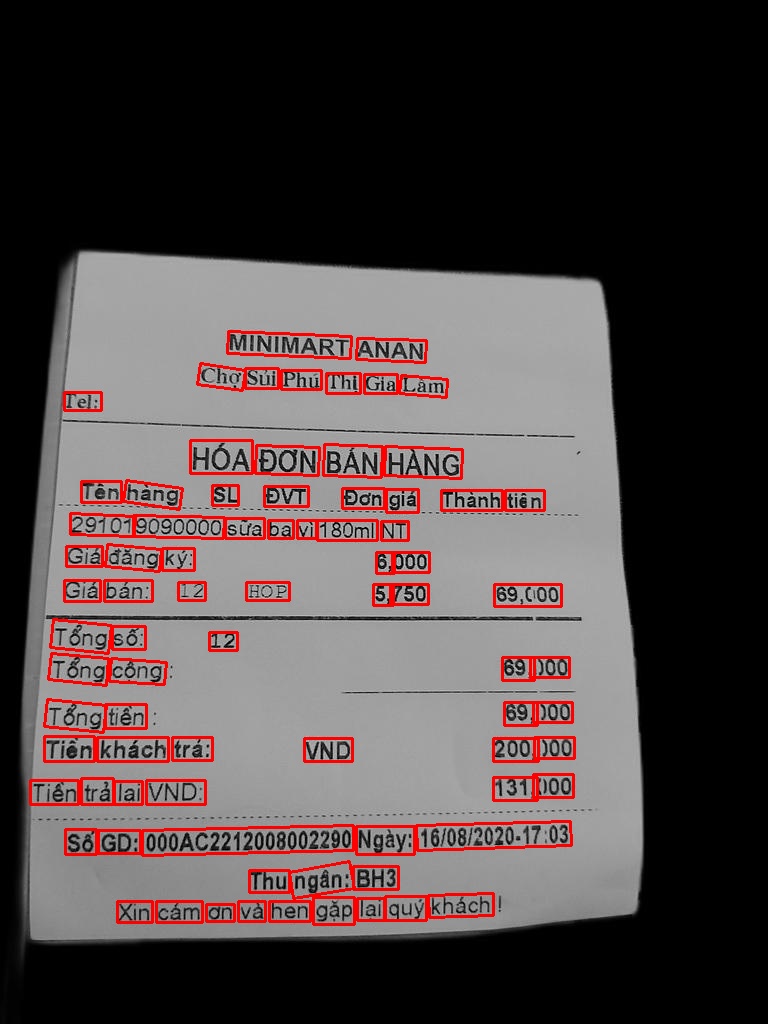 MINIMART ANAN
Chợ Sủi Phú Thị Gia Lâm
Tel:
HÓA ĐƠN BÁN HÀNG
Tên hàng SL ĐVT Đơn giá Thành tiền
291019090000 sữa ba vì 180ml NT
Giá đăng ký: 6,000
Giá bán: 12 HOP 5,750 69,000
Tổng số: 12
Tổng cộng : 69,000
Tổng tiền : 69,000
Tiền khách trả: VND 200,000
Tiền trả lại VND: 131,000
Số GD: 000AC2212008002290 Ngày: 16/08/2020-17:03
Thu ngân: BH3
Xin cám ơn và hẹn gặp lại quý khách !